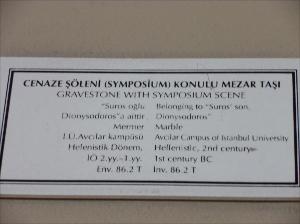 CENAZE ŞÖLENİ (SYMPOSİUM) KONULU MEZAR TAŞI
GRAVESTONE WITH SYMPOSIUM SCENE
"Suros oğlu Belonging to "Suros" son,
Dionysodoros"a aittir Dionysodoros"
Mermer Marble
İ.Ü.Avcılar kampüsü Avcılar Campus of Istanbul University
Helenistik Dönem, Hellenistic, 2nd century-
İÖ 2.yy.-1.yy. 1st century BC
Env. 86.2 T Inv. 86.2 T